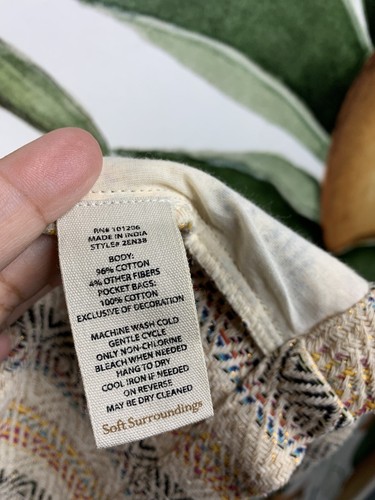 RN# 101206
MADE IN INDIA
STYLE# 2EN38
BODY:
96% COTTON
4% OTHER FIBERS
POCKET BAGS:
100% COTTON
EXCLUSIVE OF DECORATION
MACHINE WASH COLD
GENTLE CYCLE
ONLY NON-CHLORINE
BLEACH WHEN NEEDED
HANG TO DRY
COOL IRON IF NEEDED
ON REVERSE
MAY BE DRY CLEANED
Soft Surroundings